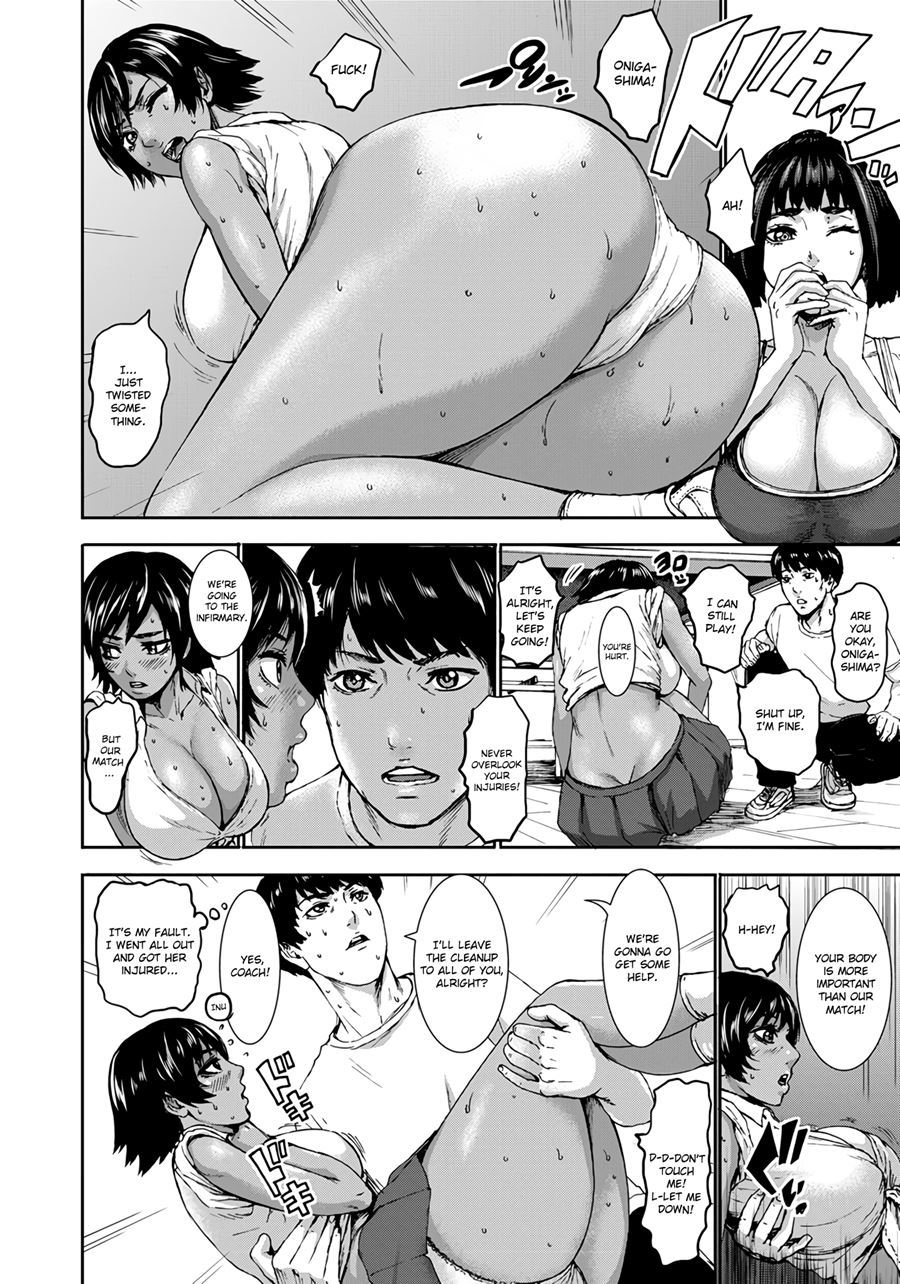 ドリリA
ONIGA-
SHIMA!
FUCK!
AH!
I...
JUST
TWISTED
SOME-
THING.
ARE
YOU
OKAY,
ONIGA-
SHIMA?
SHUT UP,
I'M FINE.
I CAN
STILL
PLAY!
YOU'RE
HURT.
IT'S
ALRIGHT,
LET'S
KEEP
GOING!
NEVER
OVERLOOK
YOUR
INJURIES!
WE'RE
GOING
TO THE
INFIRMARY.
BUT
OUR
MATCH
...
YOUR BODY
IS MORE
IMPORTANT
THAN OUR
MATCH!
H-HEY!
WE'RE
GONNA GO
GET SOME
HELP.
D-D-DON'T
TOUCH
ME!
L-LET ME
DOWN!
I'LL LEAVE
THE CLEANUP
TO ALL OF YOU,
ALRIGHT?
YES,
COACH!
INU
IT'S MY FAULT.
I WENT ALL OUT
AND GOT HER
INJURED...
ドキ
ドキ